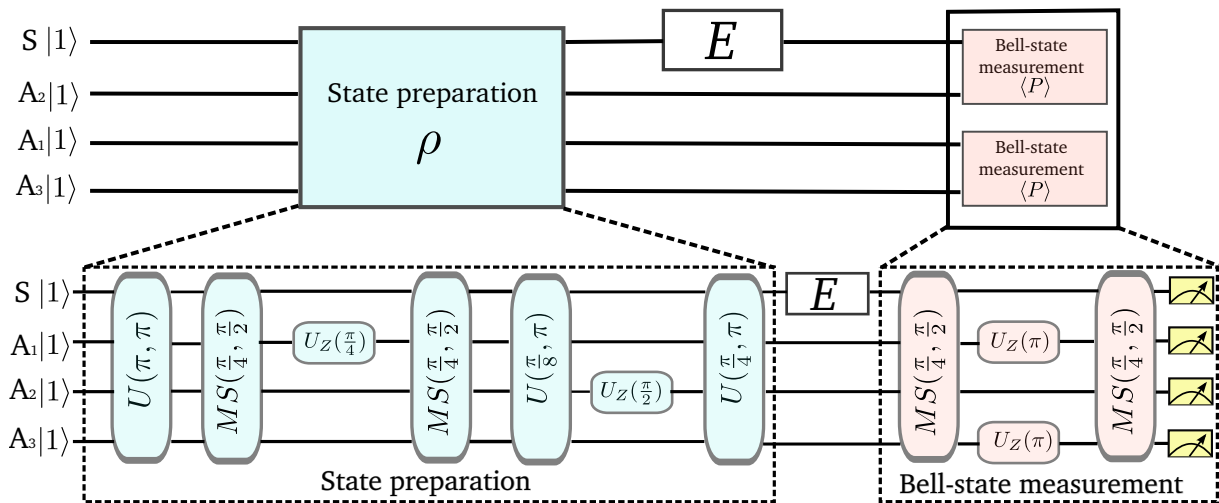 S |1⟩
E
Bell-state
measurement
⟨P⟩
A₂|1⟩
State preparation
ρ
A₁|1⟩
Bell-state
measurement
⟨P⟩
A₃|1⟩
S |1⟩
A₁|1⟩
A₂|1⟩
A₃|1⟩
U(π, π)
MS(π/4, π/2)
U_Z(π/4)
MS(π/4, π/2)
U(π/8, π)
U_Z(π/2)
U(π/4, π)
E
MS(π/4, π/2)
U_Z(π)
U_Z(π)
MS(π/4, π/2)
State preparation
Bell-state measurement